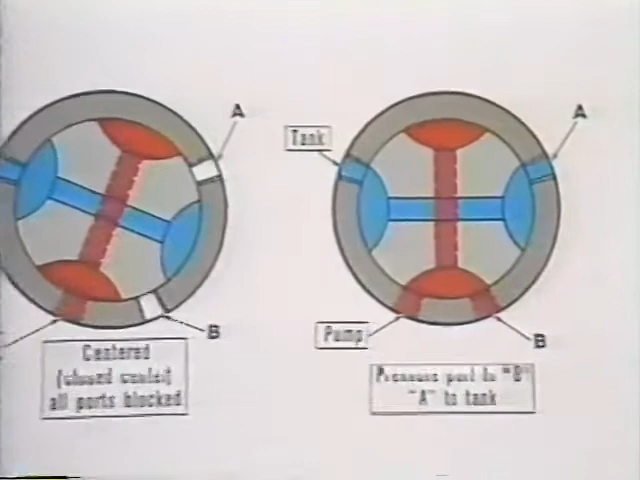 A
B
Centered
(closed center)
all ports blocked
Tank
A
Pump
B
Pressure port to "B"
"A" to tank